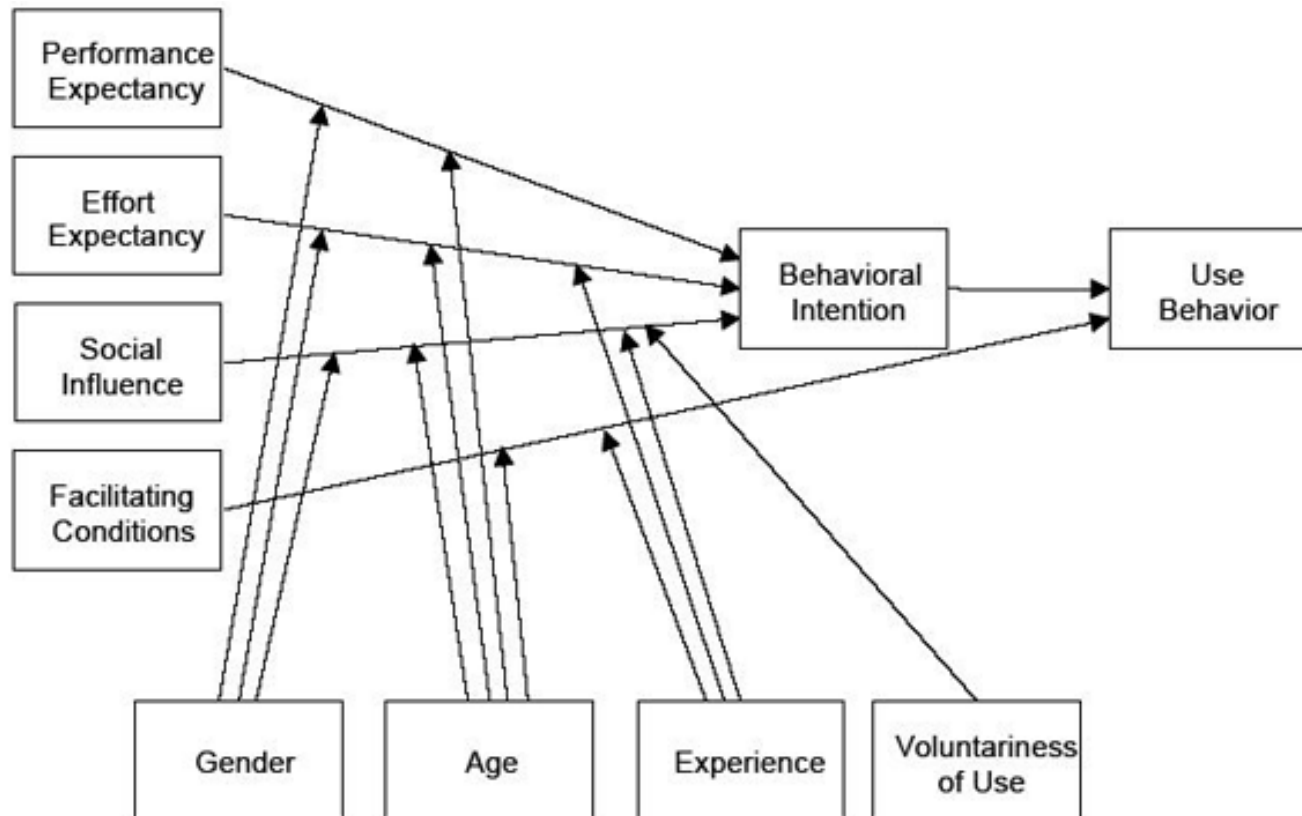 Performance
Expectancy
Effort
Expectancy
Social
Influence
Facilitating
Conditions
Behavioral
Intention
Use
Behavior
Gender
Age
Experience
Voluntariness
of Use